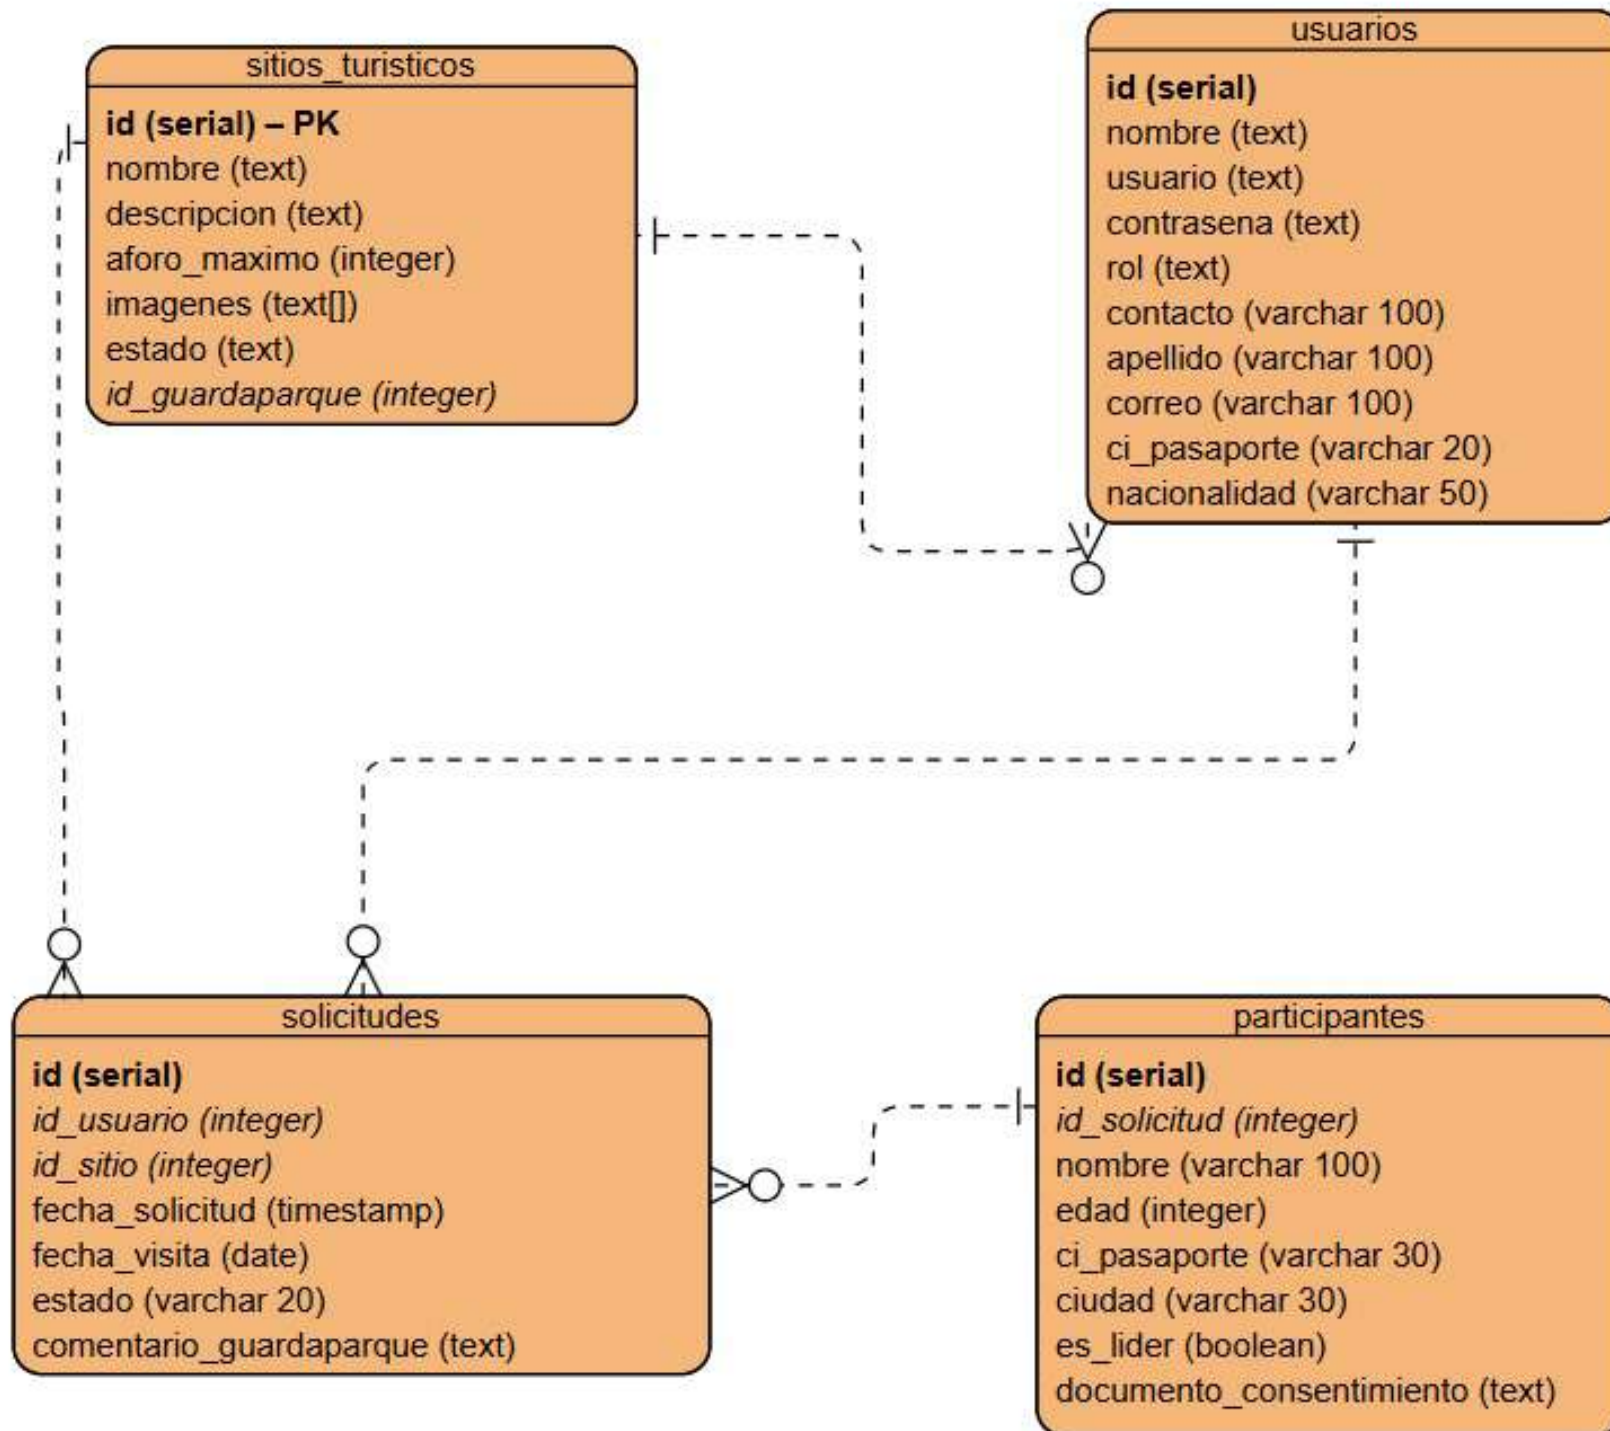 sitios_turisticos
id (serial) – PK
nombre (text)
descripcion (text)
aforo_maximo (integer)
imagenes (text[])
estado (text)
id_guardaparque (integer)
usuarios
id (serial)
nombre (text)
usuario (text)
contrasena (text)
rol (text)
contacto (varchar 100)
apellido (varchar 100)
correo (varchar 100)
ci_pasaporte (varchar 20)
nacionalidad (varchar 50)
solicitudes
id (serial)
id_usuario (integer)
id_sitio (integer)
fecha_solicitud (timestamp)
fecha_visita (date)
estado (varchar 20)
comentario_guardaparque (text)
participantes
id (serial)
id_solicitud (integer)
nombre (varchar 100)
edad (integer)
ci_pasaporte (varchar 30)
ciudad (varchar 30)
es_lider (boolean)
documento_consentimiento (text)